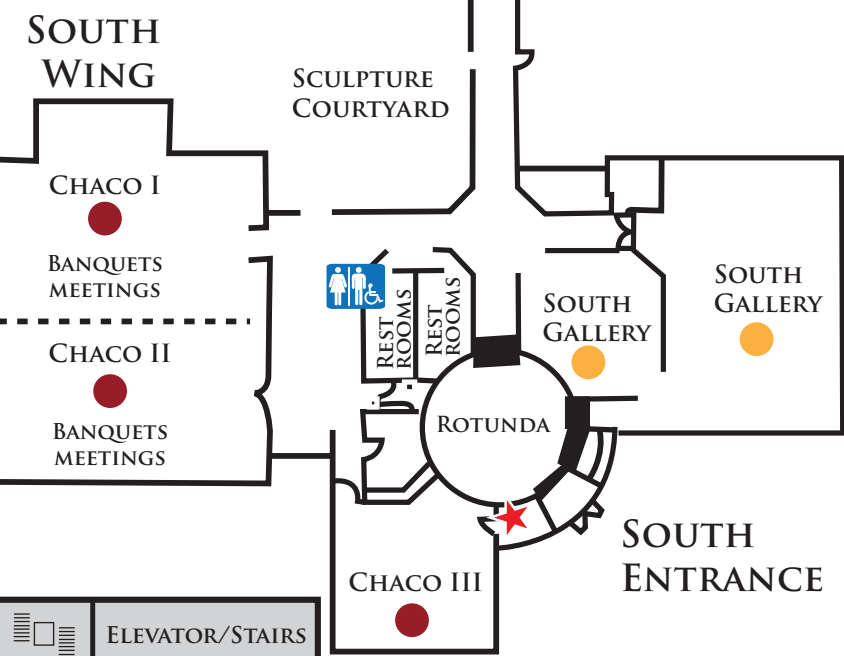 South
Wing
Sculpture
Courtyard
Chaco I
Banquets
meetings
Chaco II
Banquets
meetings
Rest
rooms
Rest
rooms
South
Gallery
South
Gallery
Rotunda
South
Entrance
Chaco III
Elevator/Stairs